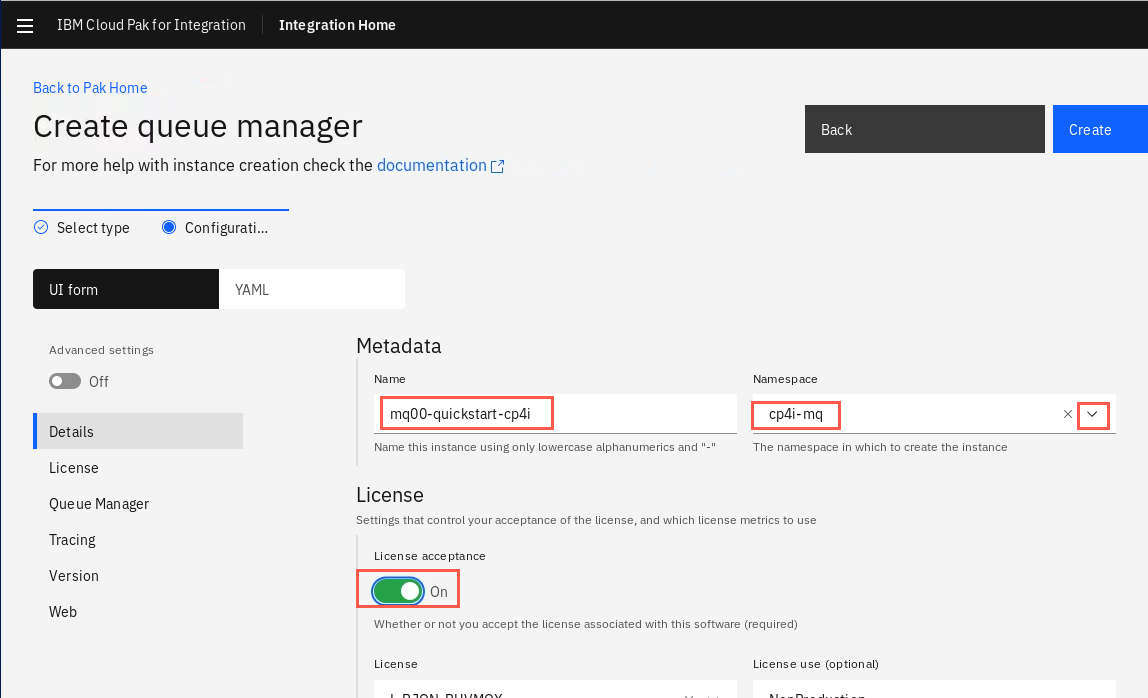 IBM Cloud Pak for Integration
Integration Home
Back to Pak Home
Create queue manager
Back
Create
For more help with instance creation check the documentation
Select type
Configurati...
UI form
YAML
Advanced settings
Off
Details
License
Queue Manager
Tracing
Version
Web
Metadata
Name
Namespace
mq00-quickstart-cp4i
cp4i-mq
Name this instance using only lowercase alphanumerics and "-"
The namespace in which to create the instance
License
Settings that control your acceptance of the license, and which license metrics to use
License acceptance
On
Whether or not you accept the license associated with this software (required)
License
License use (optional)
NonProduction